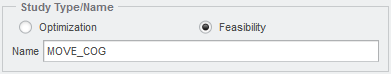 Study Type/Name
Optimization Feasibility
Name MOVE_COG